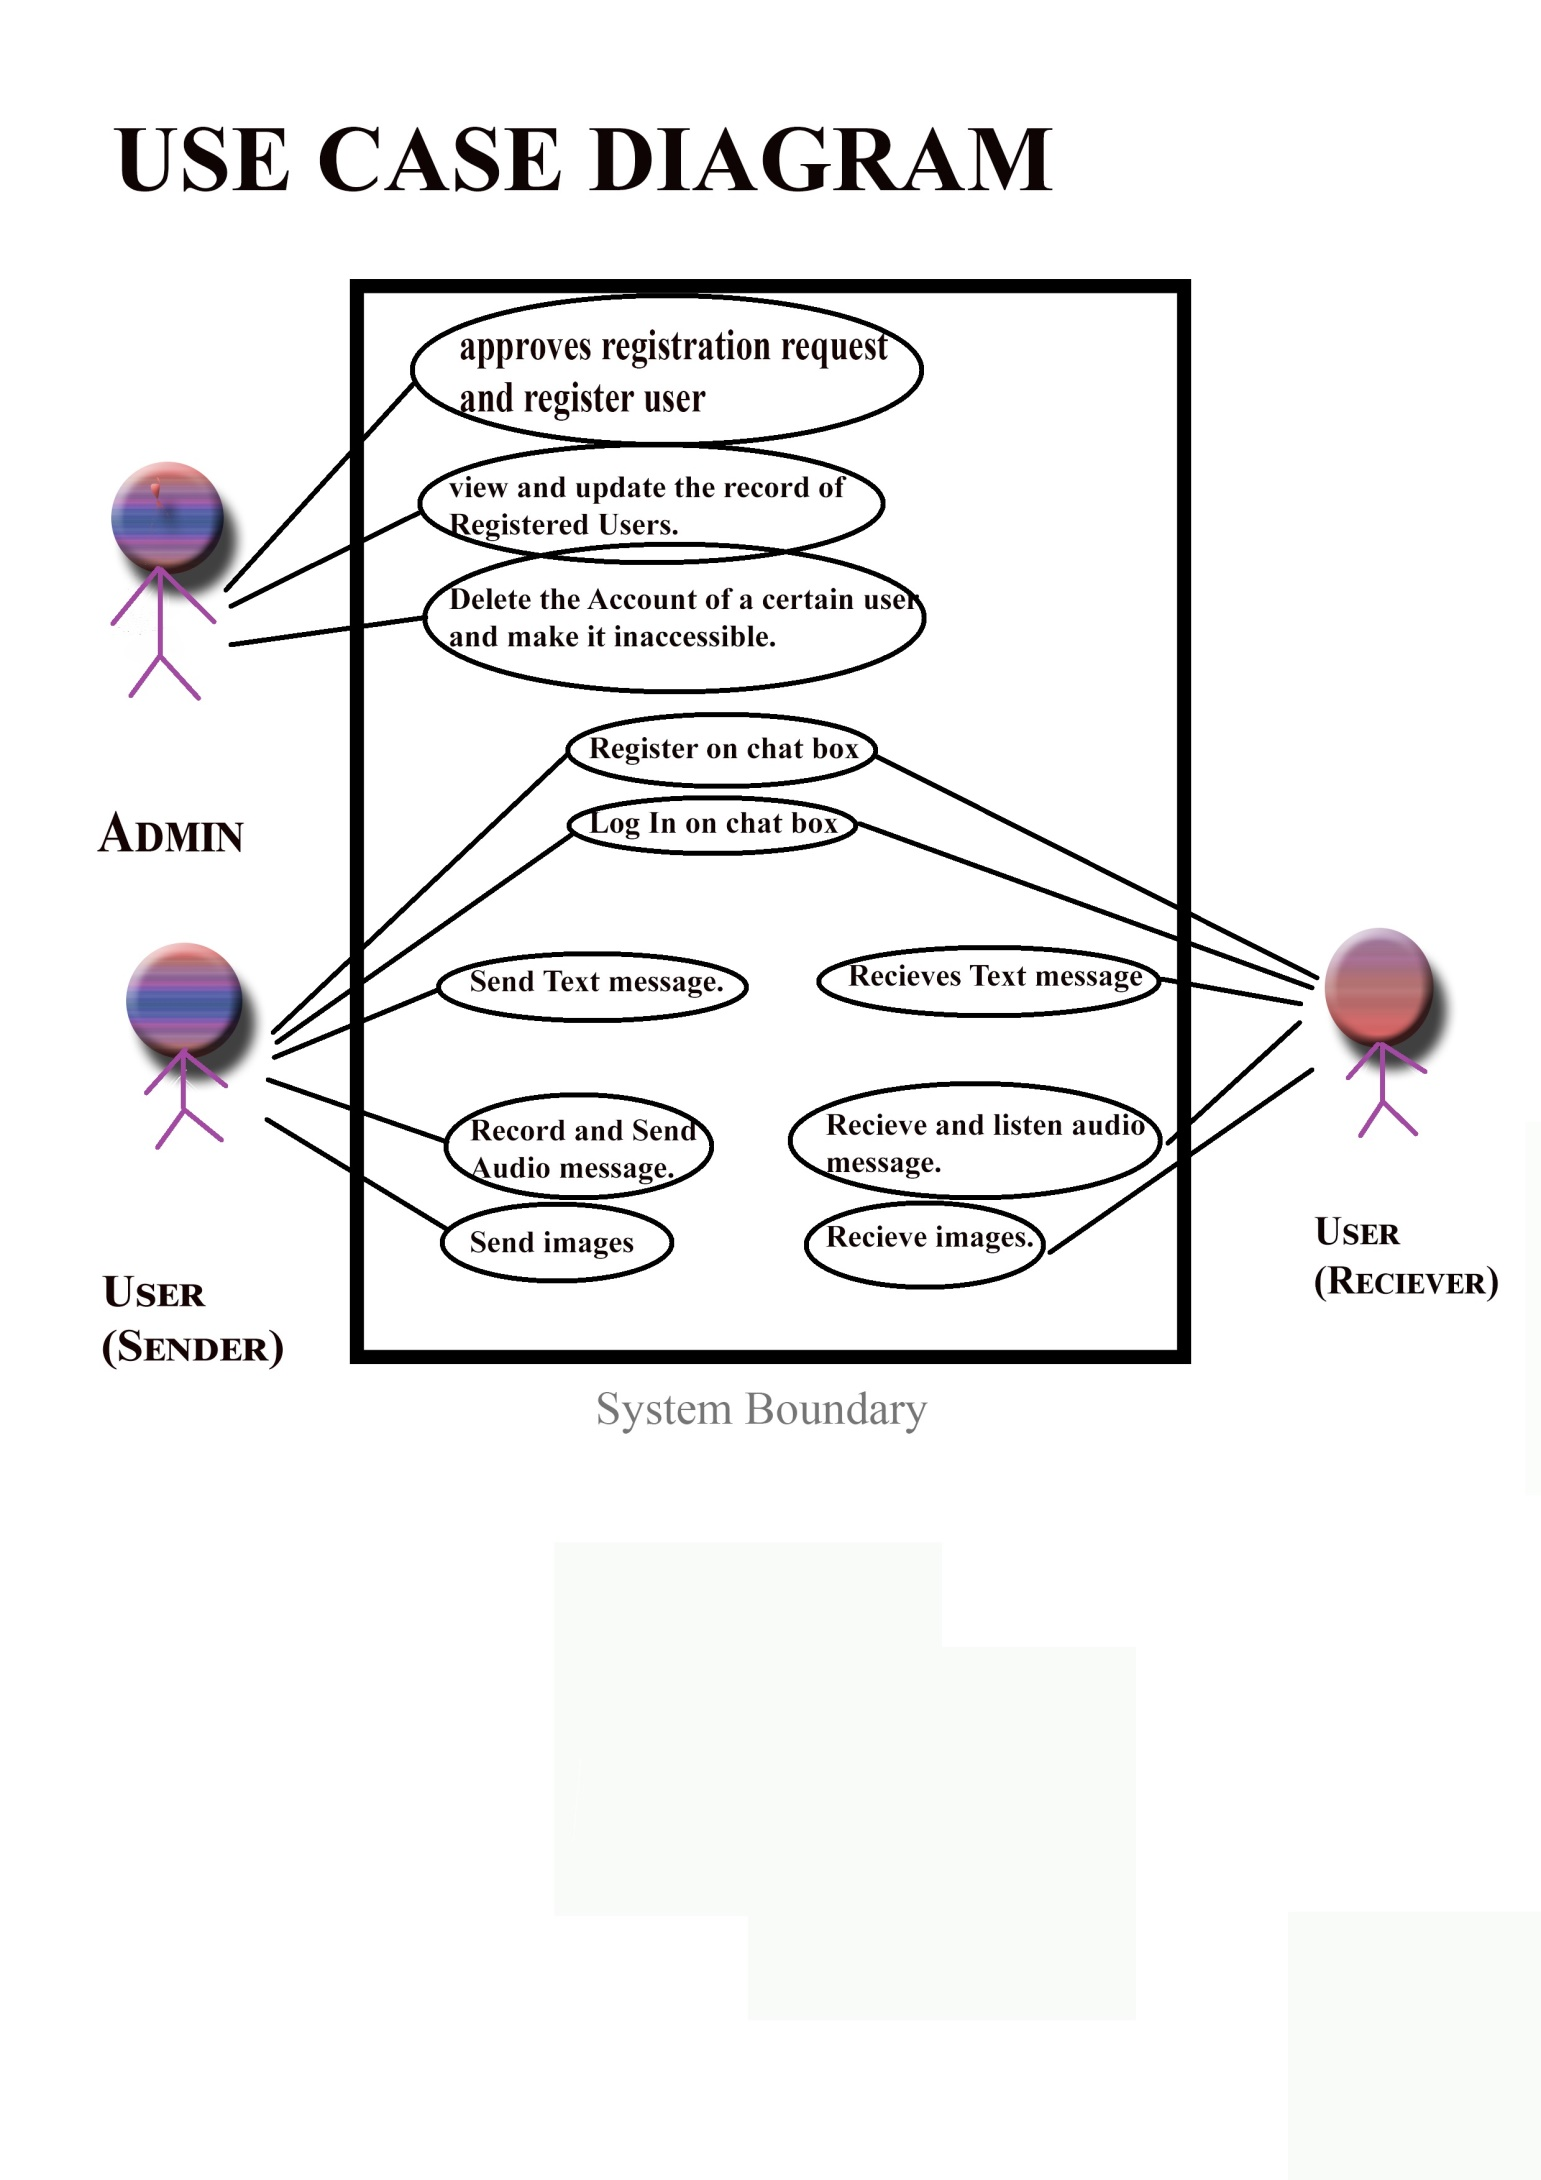 USE CASE DIAGRAM
approves registration request
and register user
view and update the record of
Registered Users.
Delete the Account of a certain user
and make it inaccessible.
Register on chat box
Admin
Log In on chat box
Send Text message.
Recieves Text message
Record and Send
Audio message.
Recieve and listen audio
message.
Send images
Recieve images.
User
(Sender)
User
(Reciever)
System Boundary